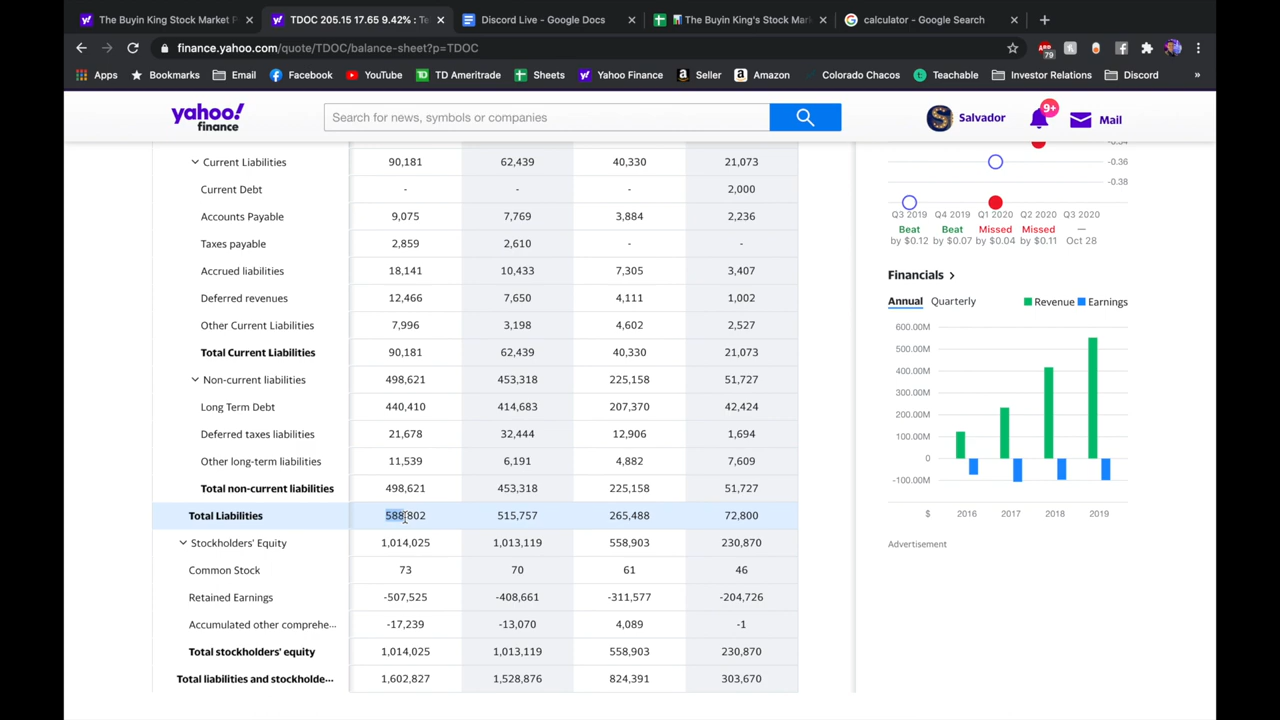 The Buyin King Stock Market P
TDOC 205.15 17.65 9.42% : Te
Discord Live - Google Docs
The Buyin King's Stock Mark
calculator - Google Search
finance.yahoo.com/quote/TDOC/balance-sheet?p=TDOC
79
Apps Bookmarks Email Facebook YouTube TD Ameritrade Sheets Yahoo Finance Seller Amazon Colorado Chacos Teachable Investor Relations Discord »
yahoo!
finance
Search for news, symbols or companies
Salvador
9+
Mail
Current Liabilities 90,181 62,439 40,330 21,073
Current Debt - - - 2,000
Accounts Payable 9,075 7,769 3,884 2,236
Taxes payable 2,859 2,610 - -
Accrued liabilities 18,141 10,433 7,305 3,407
Deferred revenues 12,466 7,650 4,111 1,002
Other Current Liabilities 7,996 3,198 4,602 2,527
Total Current Liabilities 90,181 62,439 40,330 21,073
Non-current liabilities 498,621 453,318 225,158 51,727
Long Term Debt 440,410 414,683 207,370 42,424
Deferred taxes liabilities 21,678 32,444 12,906 1,694
Other long-term liabilities 11,539 6,191 4,882 7,609
Total non-current liabilities 498,621 453,318 225,158 51,727
Total Liabilities 588,802 515,757 265,488 72,800
Stockholders' Equity 1,014,025 1,013,119 558,903 230,870
Common Stock 73 70 61 46
Retained Earnings -507,525 -408,661 -311,577 -204,726
Accumulated other comprehe... -17,239 -13,070 4,089 -1
Total stockholders' equity 1,014,025 1,013,119 558,903 230,870
Total liabilities and stockholde... 1,602,827 1,528,876 824,391 303,670
-0.34
-0.36
-0.38
Q3 2019 Q4 2019 Q1 2020 Q2 2020 Q3 2020
Beat Beat Missed Missed —
by $0.12 by $0.07 by $0.04 by $0.11 Oct 28
Financials
Annual Quarterly Revenue Earnings
600.00M
500.00M
400.00M
300.00M
200.00M
100.00M
0
-100.00M
$ 2016 2017 2018 2019
Advertisement